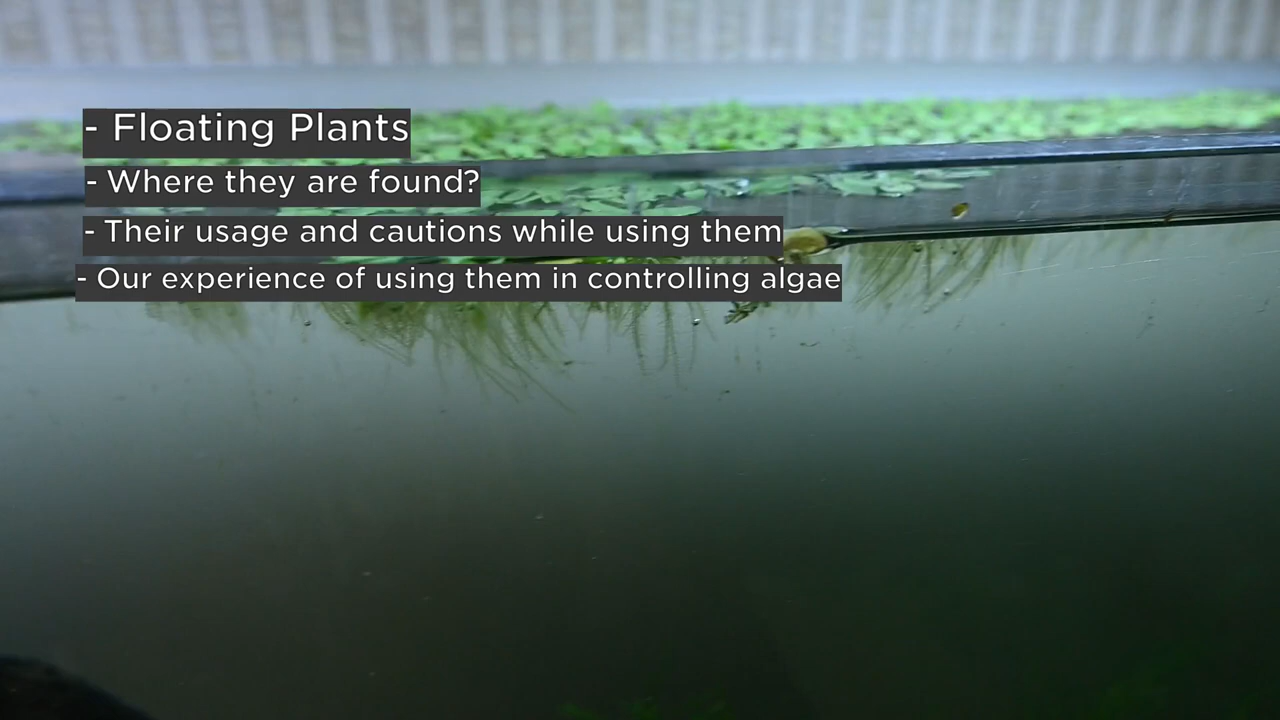 - Floating Plants
- Where they are found?
- Their usage and cautions while using them
- Our experience of using them in controlling algae